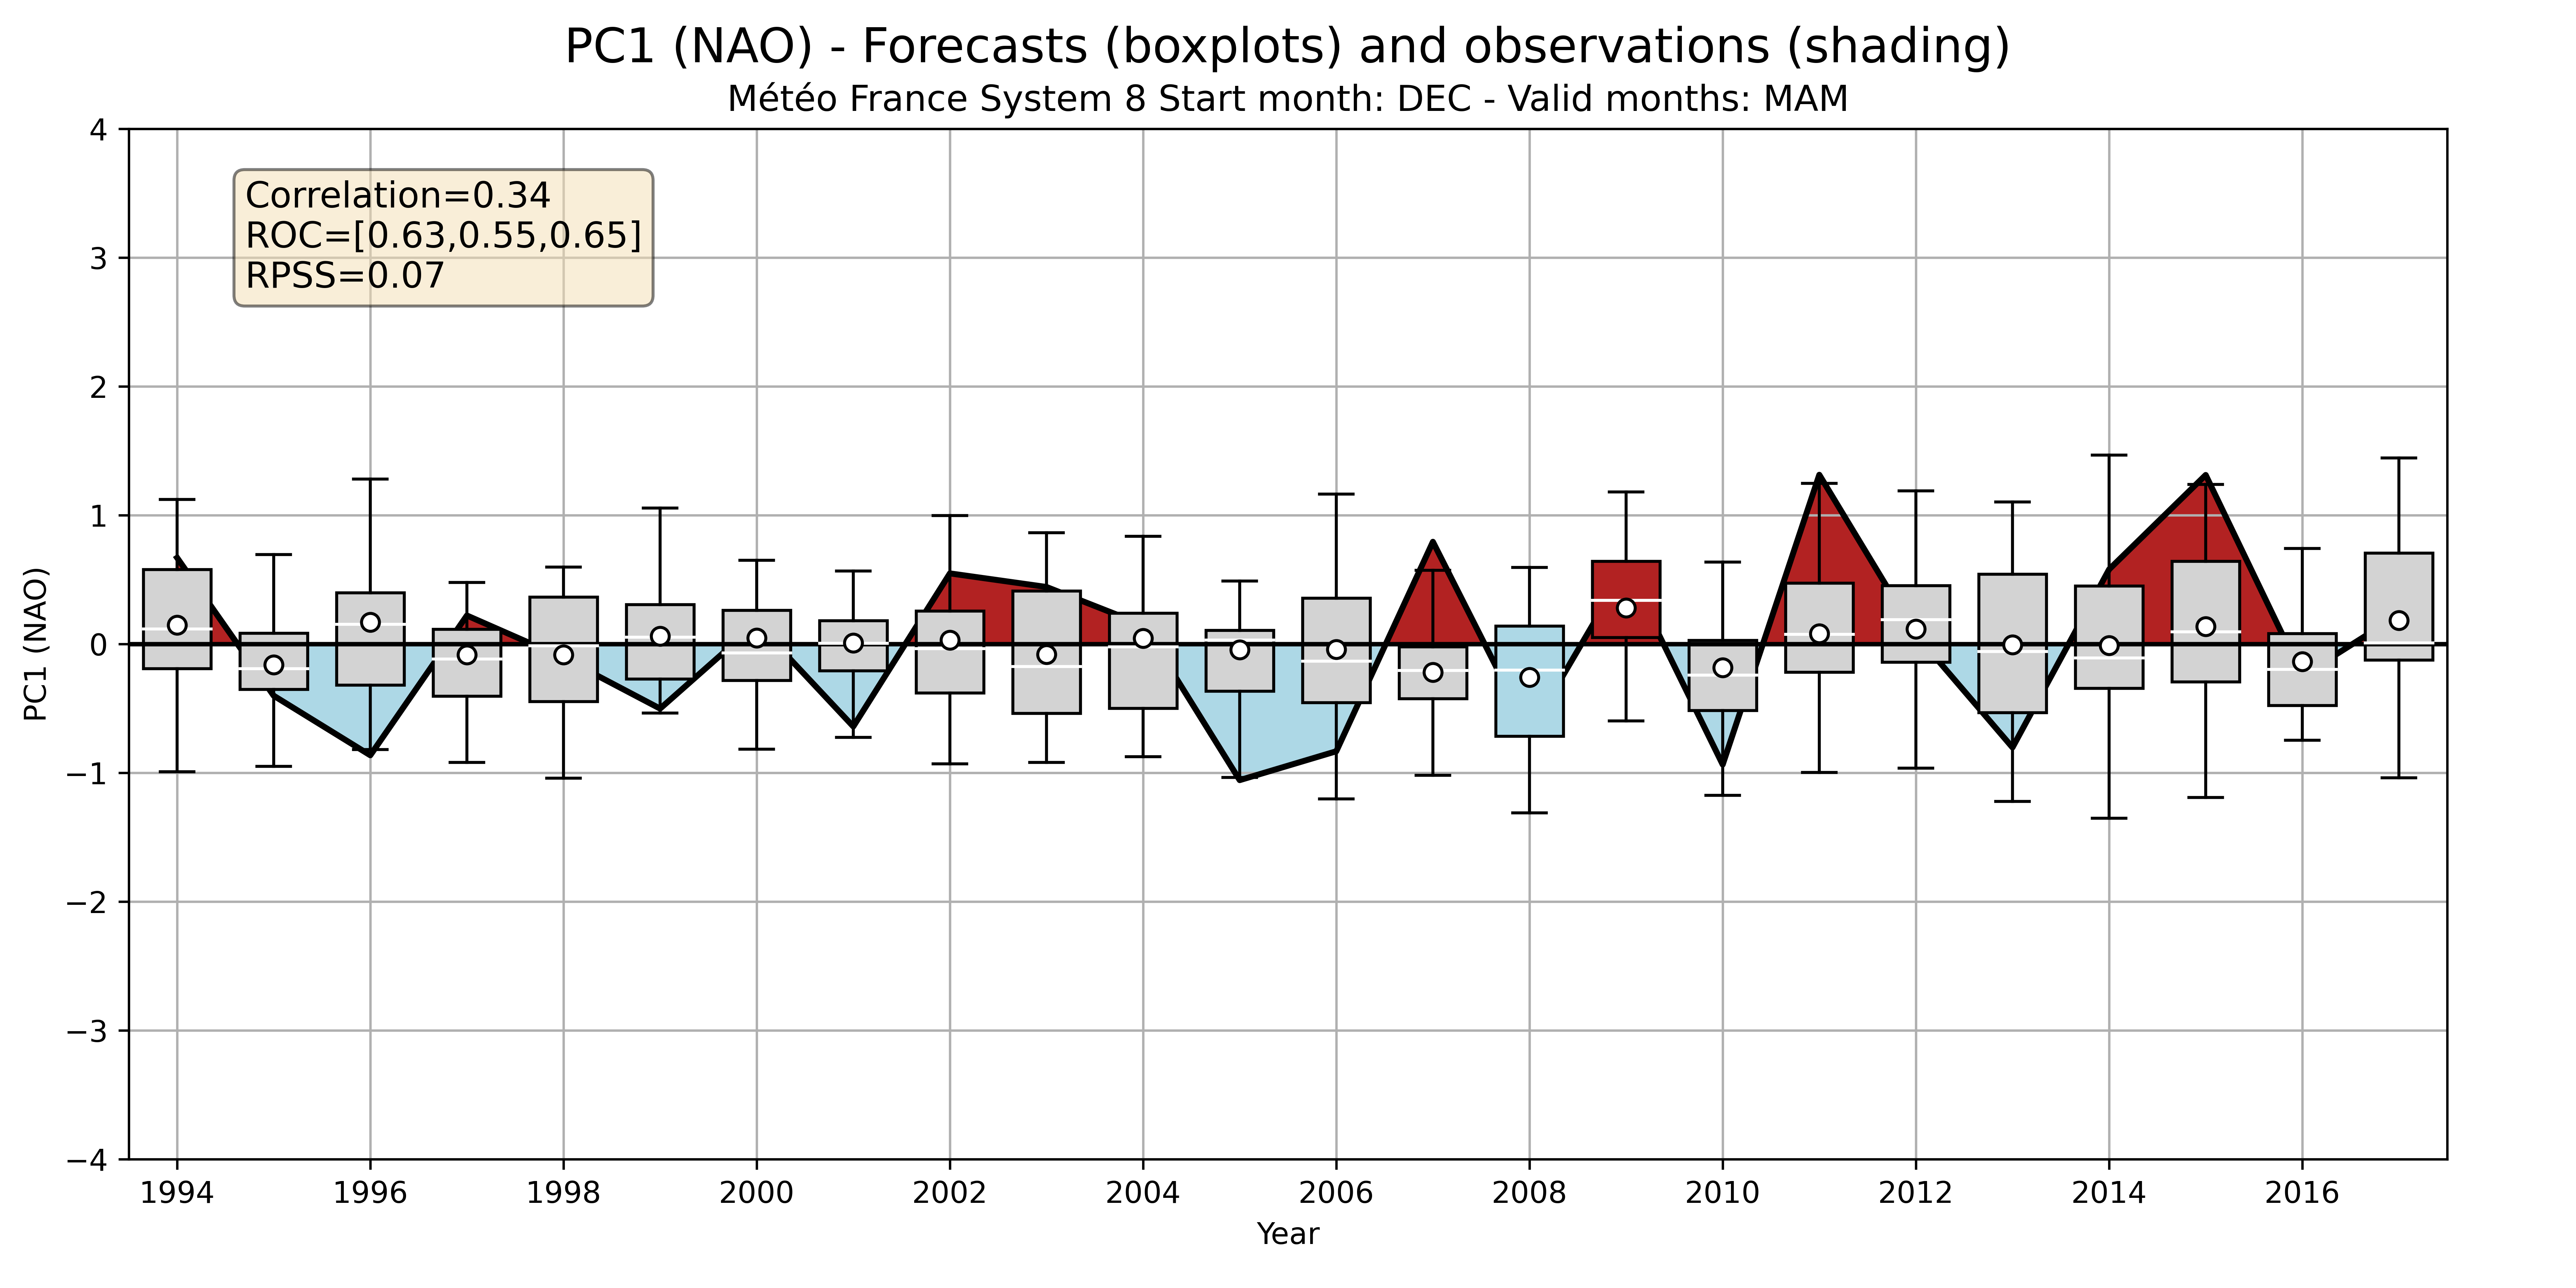 PC1 (NAO) - Forecasts (boxplots) and observations (shading)
Météo France System 8 Start month: DEC - Valid months: MAM
Correlation=0.34
ROC=[0.63,0.55,0.65]
RPSS=0.07
4
3
2
1
0
−1
−2
−3
−4
PC1 (NAO)
1994 1996 1998 2000 2002 2004 2006 2008 2010 2012 2014 2016
Year